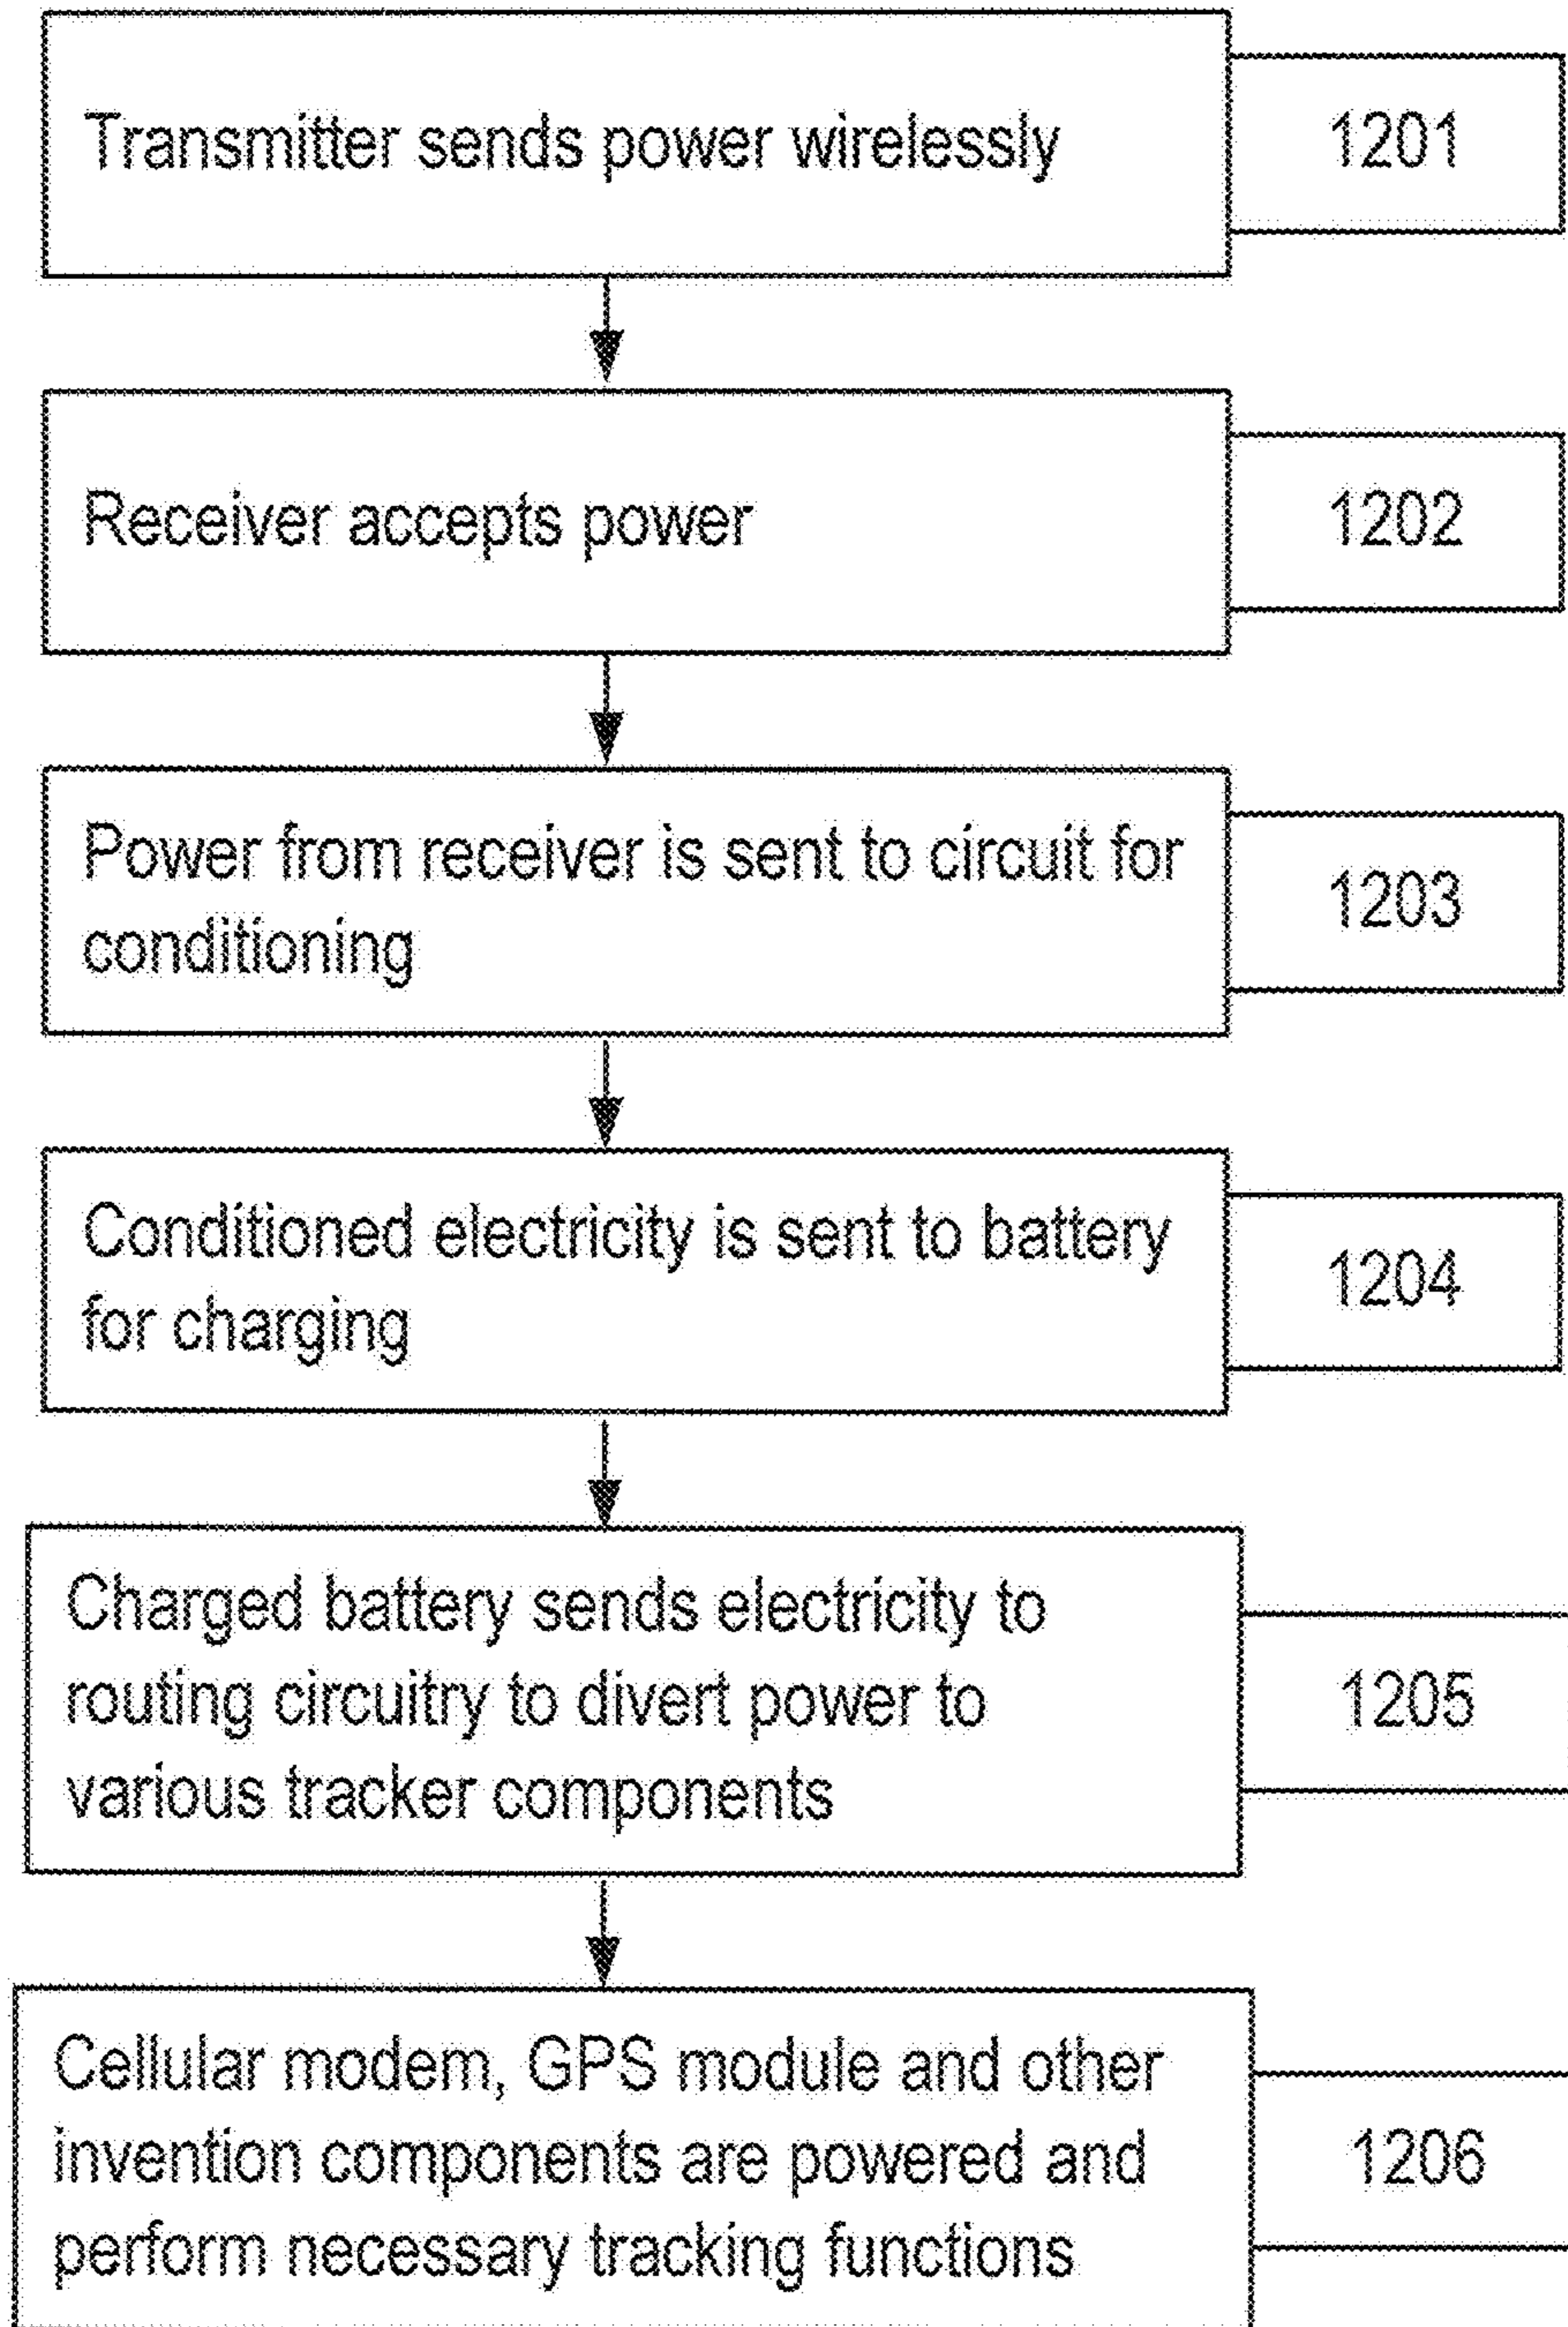 Transmitter sends power wirelessly
1201
Receiver accepts power
1202
Power from receiver is sent to circuit for
conditioning
1203
Conditioned electricity is sent to battery
for charging
1204
Charged battery sends electricity to
routing circuitry to divert power to
various tracker components
1205
Cellular modem, GPS module and other
invention components are powered and
perform necessary tracking functions
1206